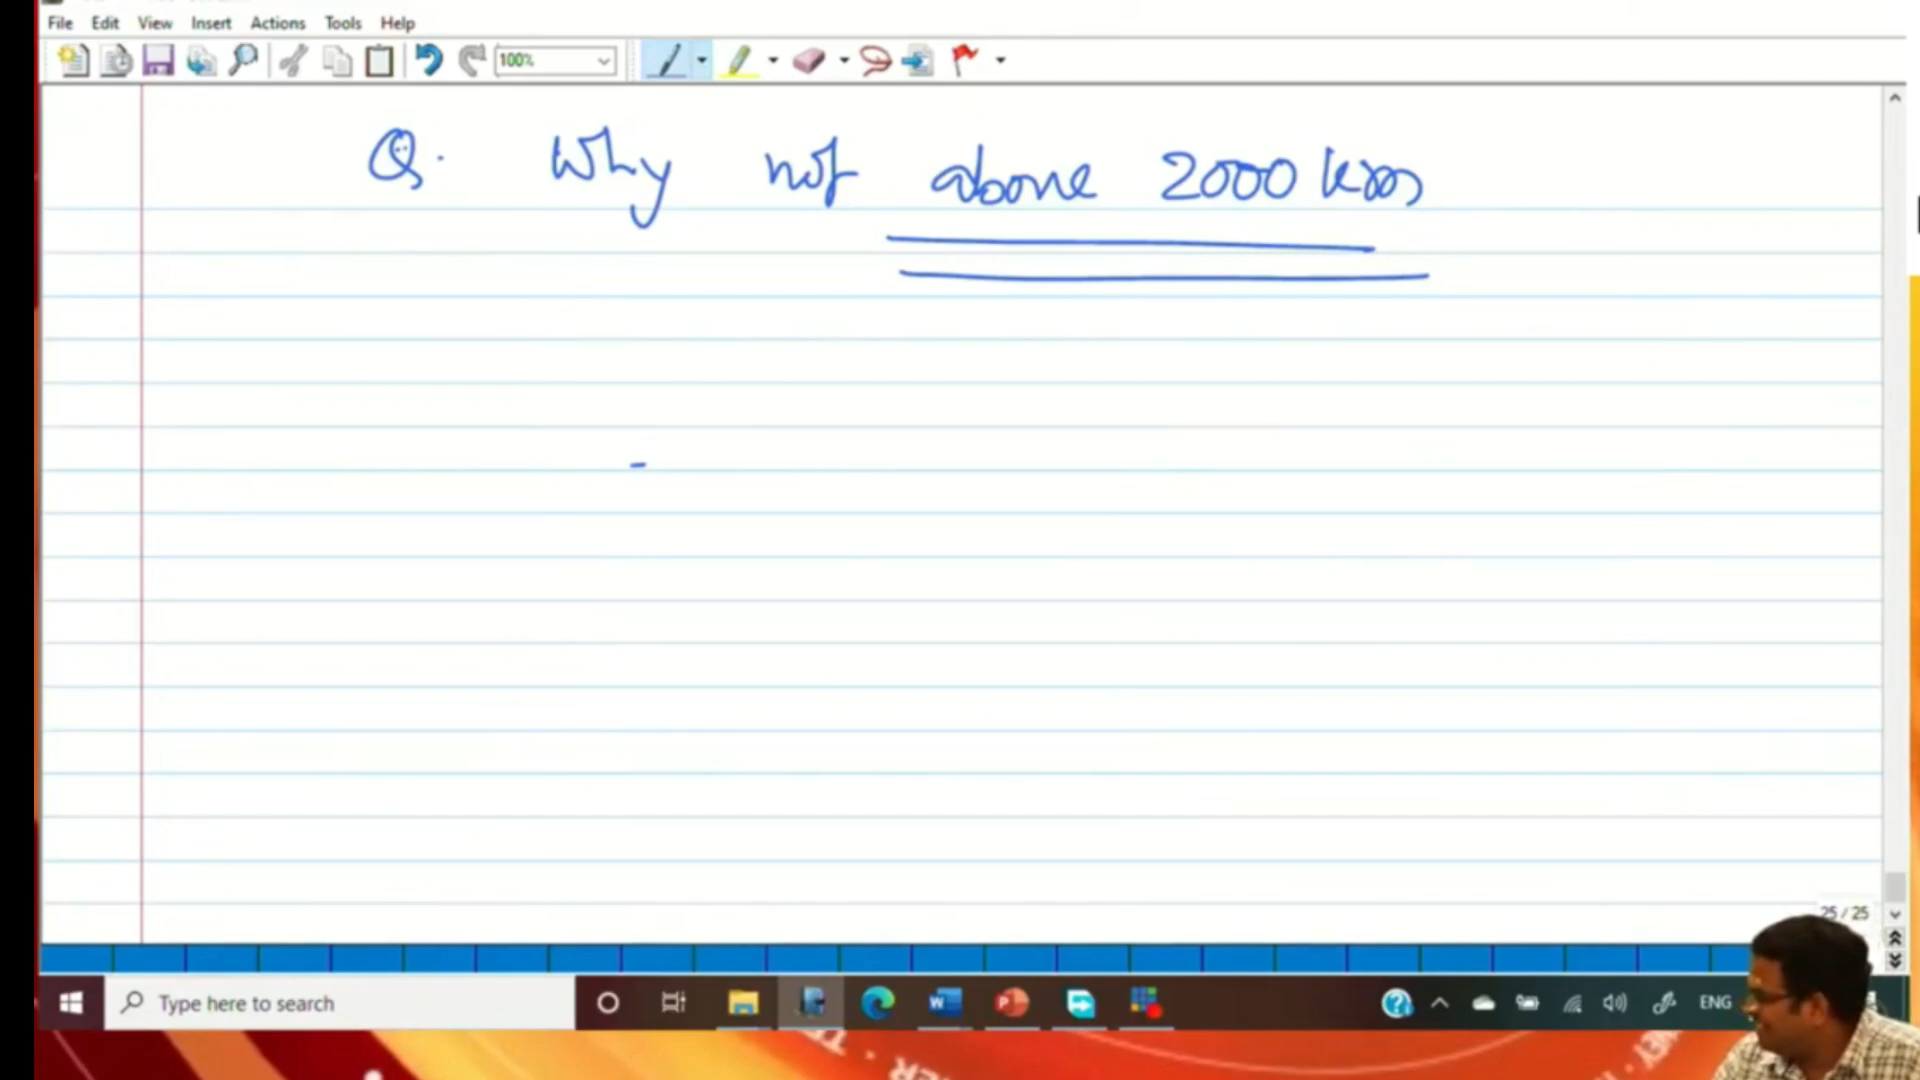 File Edit View Insert Actions Tools Help
100%
Q. Why not above 2000 km
25/25
Type here to search
ENG